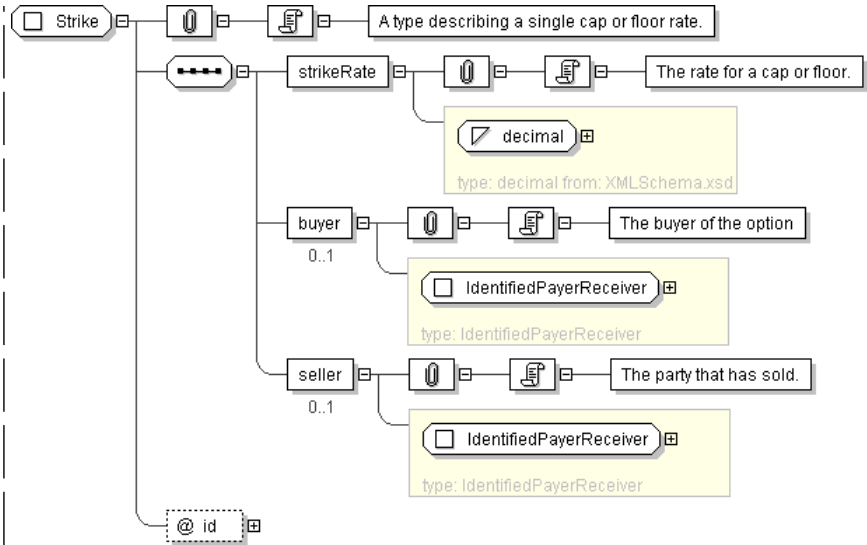 Strike
A type describing a single cap or floor rate.
strikeRate
The rate for a cap or floor.
decimal
type: decimal from: XMLSchema.xsd
buyer
The buyer of the option
0..1
IdentifiedPayerReceiver
type: IdentifiedPayerReceiver
seller
The party that has sold.
0..1
IdentifiedPayerReceiver
type: IdentifiedPayerReceiver
@ id